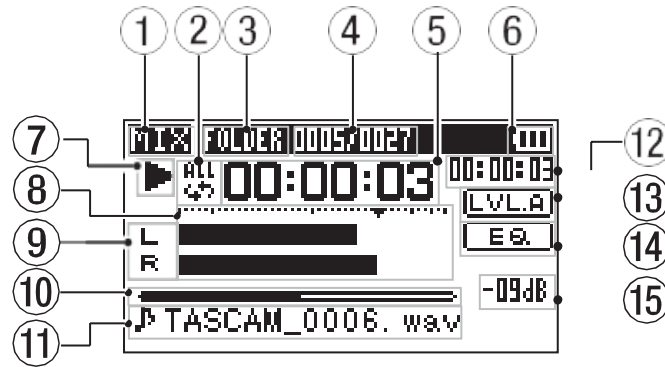 1 2 3 4 5 6
MIX FOLDER 0005/0027
7 ALL 00:00:03 00:00:03 12
8 LVL.A 13
9 L EQ 14
R
10 -09dB 15
11 TASCAM_0006.wav